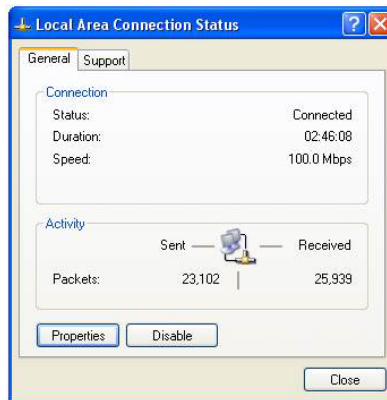 Local Area Connection Status
General Support
Connection
Status: Connected
Duration: 02:46:08
Speed: 100.0 Mbps
Activity
Sent Received
Packets: 23,102 25,939
Properties Disable
Close